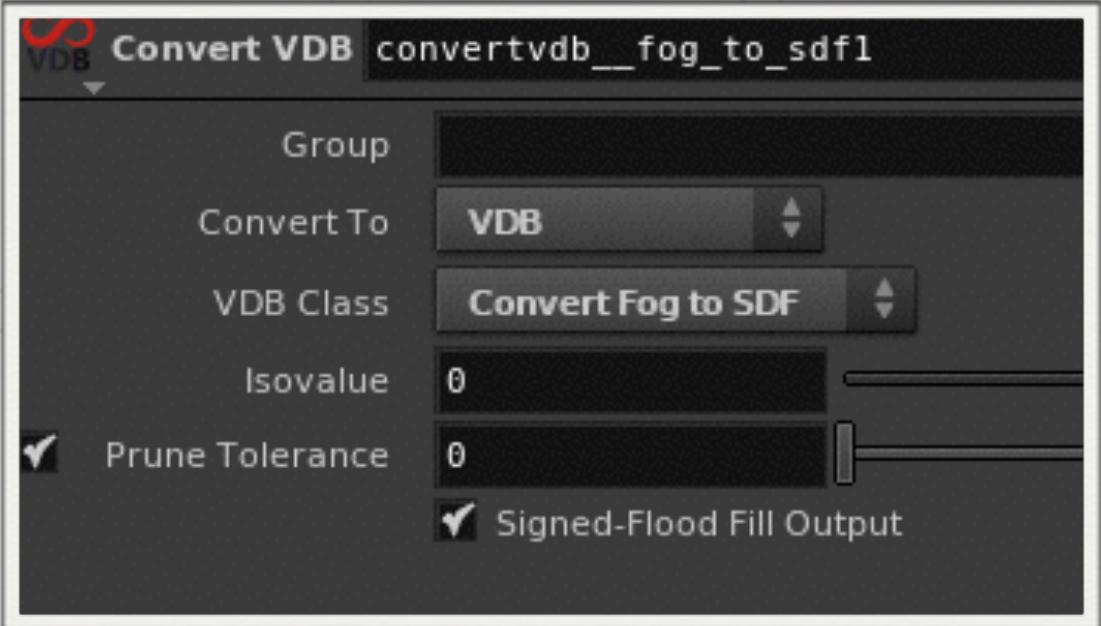 VDB Convert VDB convertvdb__fog_to_sdf1
Group
Convert To VDB
VDB Class Convert Fog to SDF
Isovalue 0
Prune Tolerance 0
Signed-Flood Fill Output